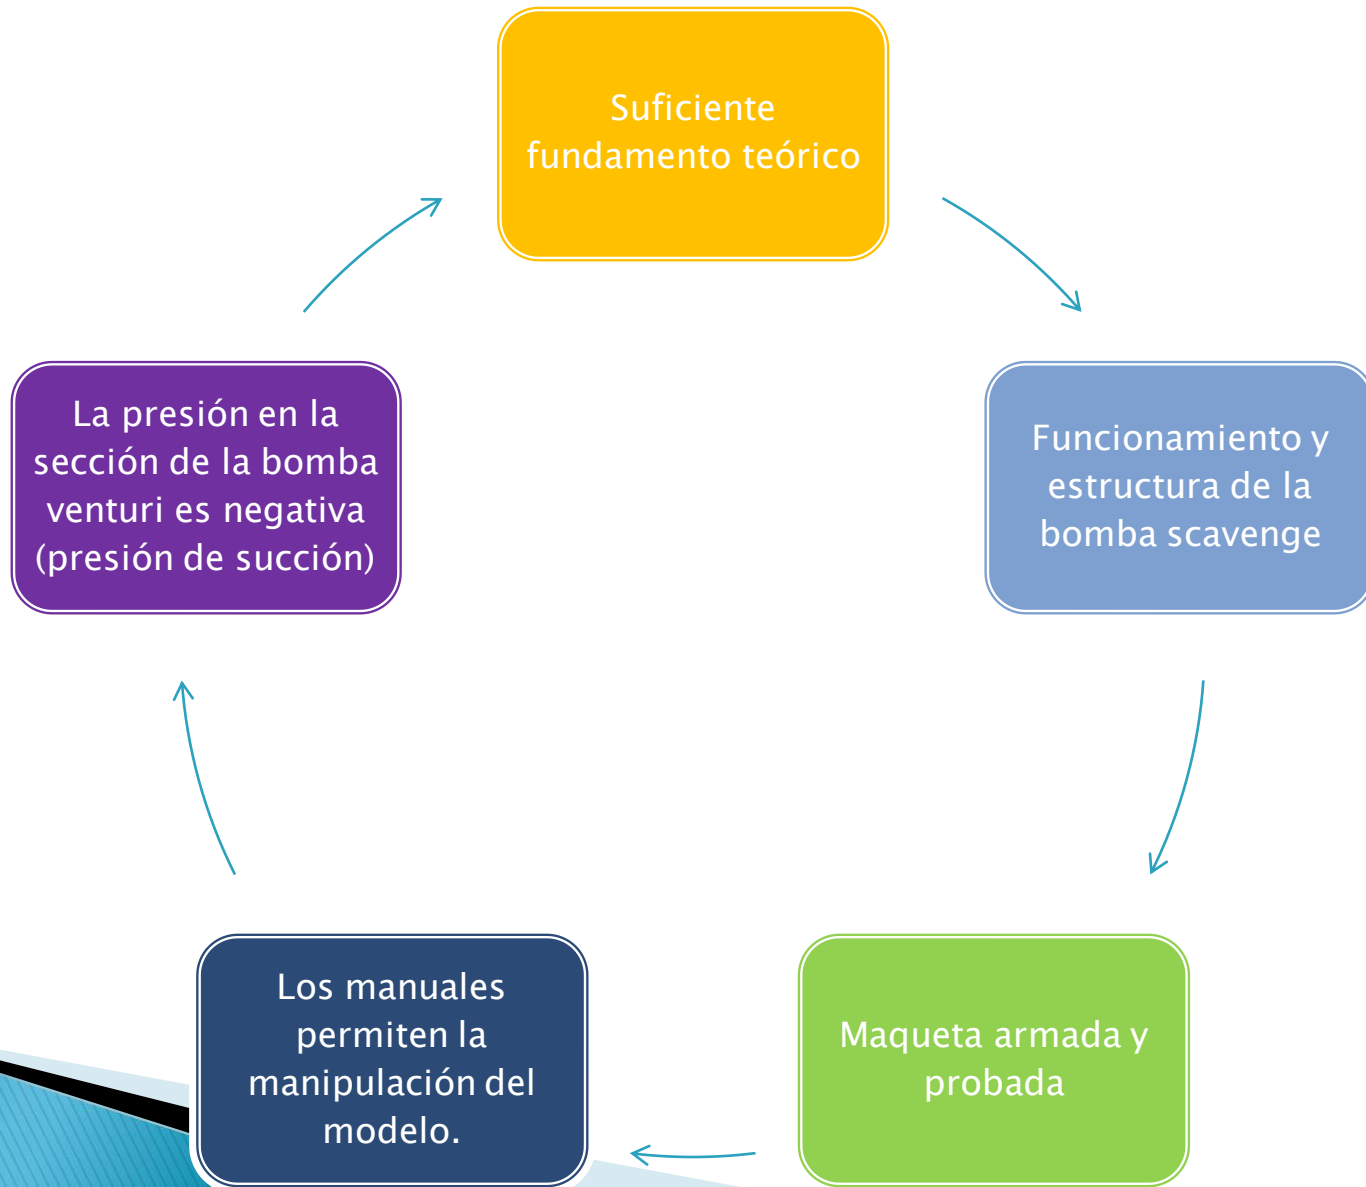 Suficiente
fundamento teórico
Funcionamiento y
estructura de la
bomba scavenge
Maqueta armada y
probada
Los manuales
permiten la
manipulación del
modelo.
La presión en la
sección de la bomba
venturi es negativa
(presión de succión)